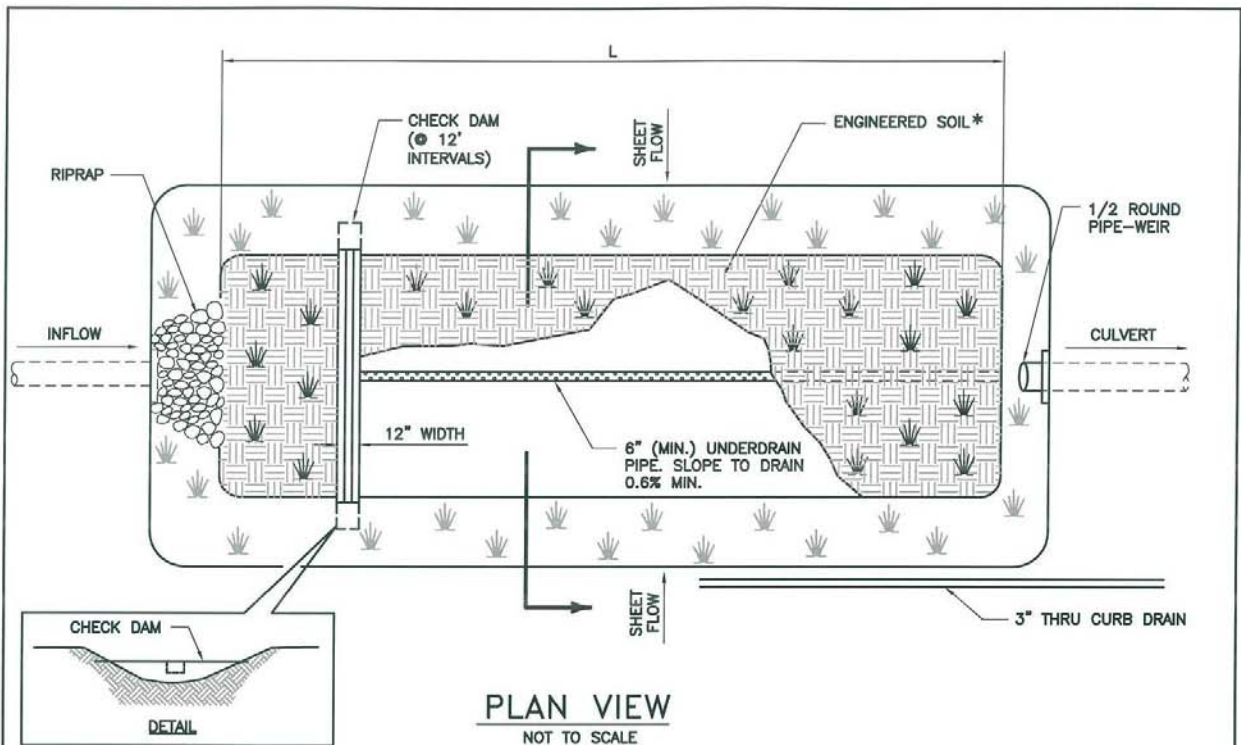 L
CHECK DAM
(@ 12'
INTERVALS)
SHEET
FLOW
ENGINEERED SOIL*
RIPRAP
1/2 ROUND
PIPE-WEIR
INFLOW
CULVERT
12" WIDTH
6" (MIN.) UNDERDRAIN
PIPE. SLOPE TO DRAIN
0.6% MIN.
SHEET
FLOW
3" THRU CURB DRAIN
CHECK DAM
DETAIL
PLAN VIEW
NOT TO SCALE